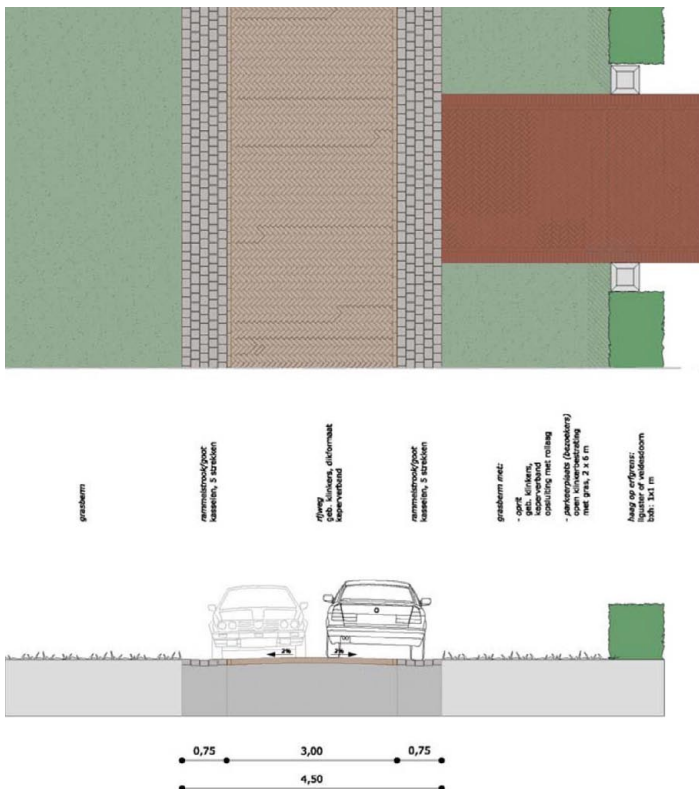 grasberm
rammelstrook/goot
kasseien, 5 strekken
rijweg
geb. klinkers, dikformaat
keperverband
rammelstrook/goot
kasseien, 5 strekken
grasberm met:
- oprit
geb. klinkers,
keperverband
opsluiting met rollaag
- parkeerplaats (bezoekers)
open klinkerbestrating
met gras, 2 x 6 m
haag op erfgrens:
liguster of veldesdoorn
bxh: 1x1 m
2%
2%
0,75
3,00
0,75
4,50